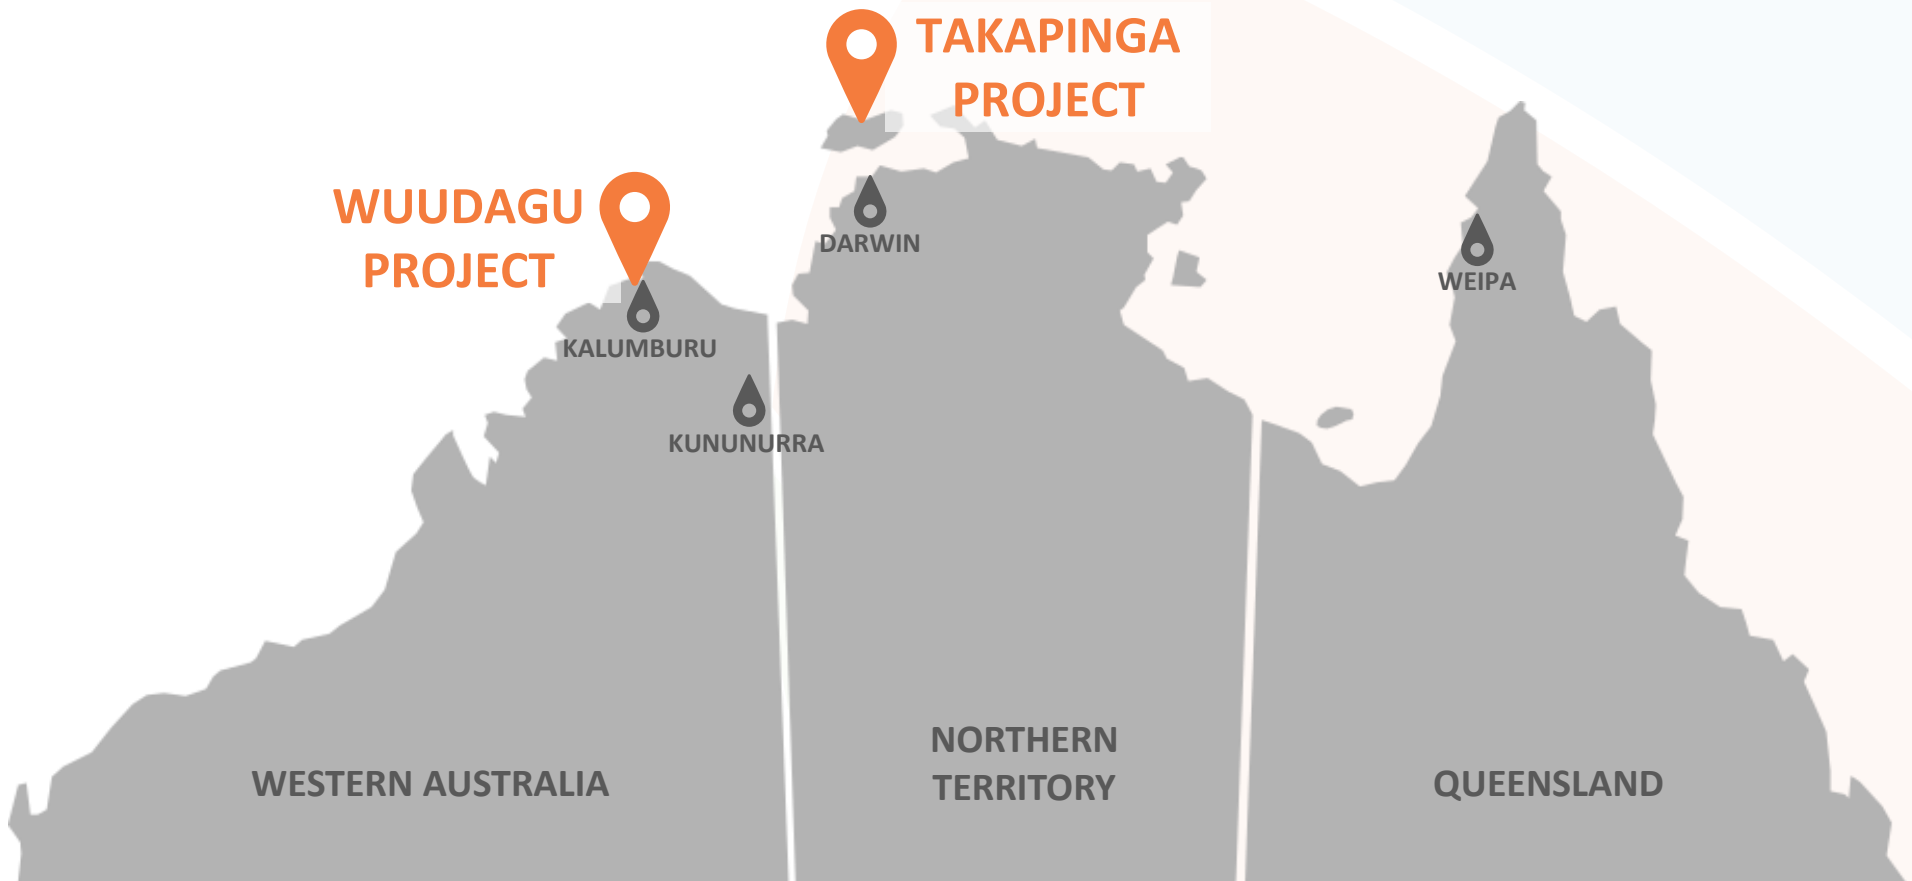 TAKAPINGA
PROJECT
WUUDAGU
PROJECT
DARWIN
WEIPA
KALUMBURU
KUNUNURRA
NORTHERN
TERRITORY
WESTERN AUSTRALIA
QUEENSLAND